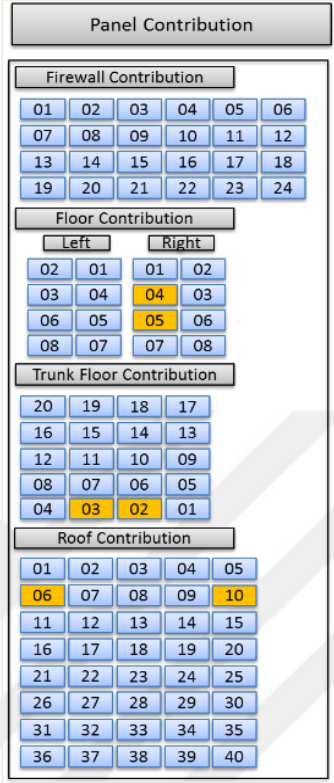 Panel Contribution
Firewall Contribution
01 02 03 04 05 06
07 08 09 10 11 12
13 14 15 16 17 18
19 20 21 22 23 24
Floor Contribution
Left Right
02 01 01 02
03 04 04 03
06 05 05 06
08 07 07 08
Trunk Floor Contribution
20 19 18 17
16 15 14 13
12 11 10 09
08 07 06 05
04 03 02 01
Roof Contribution
01 02 03 04 05
06 07 08 09 10
11 12 13 14 15
16 17 18 19 20
21 22 23 24 25
26 27 28 29 30
31 32 33 34 35
36 37 38 39 40